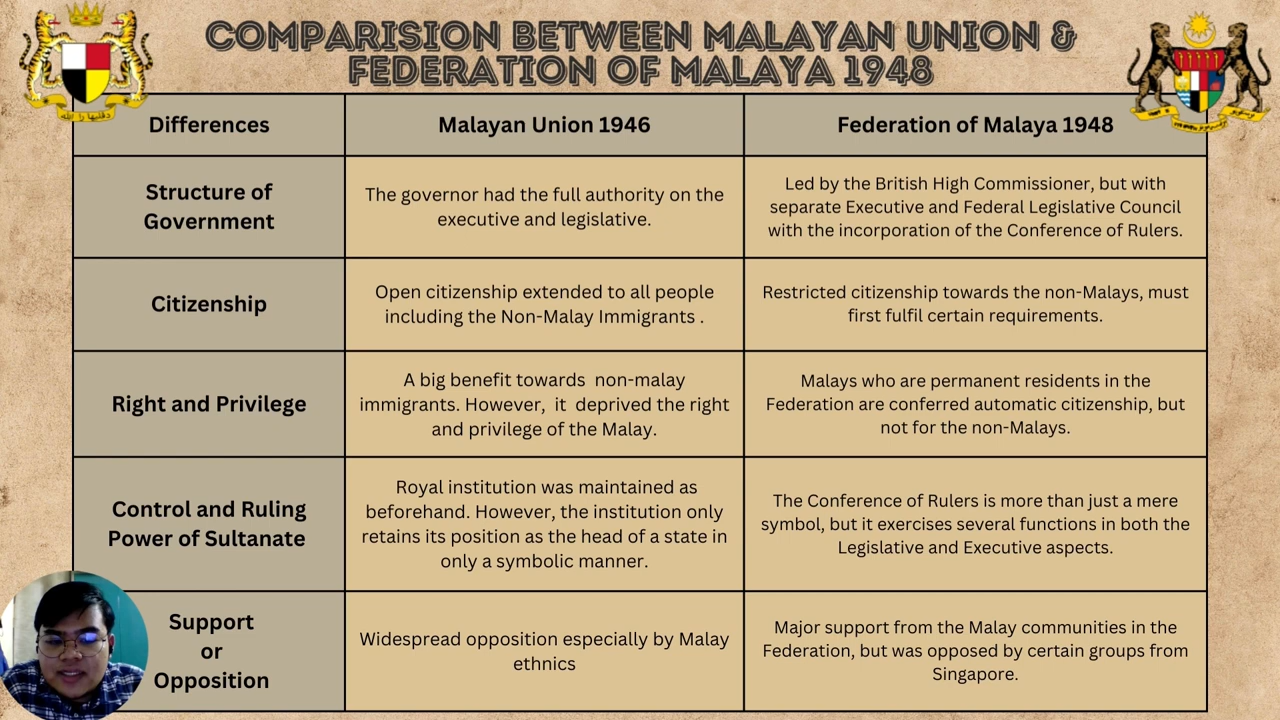 COMPARISION BETWEEN MALAYAN UNION &
FEDERATION OF MALAYA 1948
Differences
Malayan Union 1946
Federation of Malaya 1948
Structure of
Government
The governor had the full authority on the
executive and legislative.
Led by the British High Commissioner, but with
separate Executive and Federal Legislative Council
with the incorporation of the Conference of Rulers.
Citizenship
Open citizenship extended to all people
including the Non-Malay Immigrants .
Restricted citizenship towards the non-Malays, must
first fulfil certain requirements.
Right and Privilege
A big benefit towards non-malay
immigrants. However, it deprived the right
and privilege of the Malay.
Malays who are permanent residents in the
Federation are conferred automatic citizenship, but
not for the non-Malays.
Control and Ruling
Power of Sultanate
Royal institution was maintained as
beforehand. However, the institution only
retains its position as the head of a state in
only a symbolic manner.
The Conference of Rulers is more than just a mere
symbol, but it exercises several functions in both the
Legislative and Executive aspects.
Support
or
Opposition
Widespread opposition especially by Malay
ethnics
Major support from the Malay communities in the
Federation, but was opposed by certain groups from
Singapore.